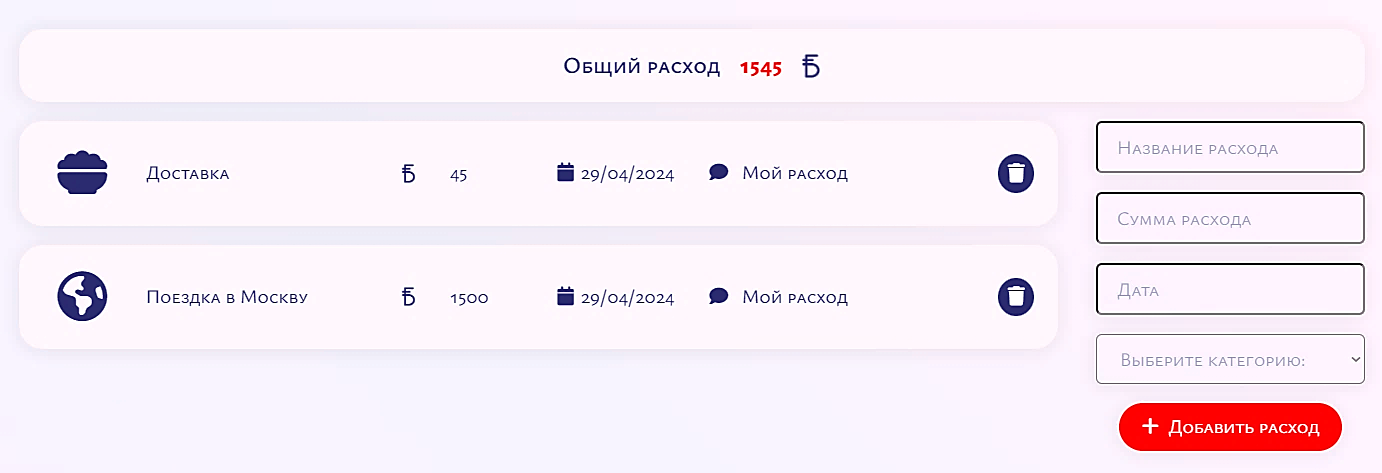 Общий расход 1545
Доставка 45 29/04/2024 Мой расход
Поездка в Москву 1500 29/04/2024 Мой расход
Название расхода
Сумма расхода
Дата
Выберите категорию:
+ Добавить расход